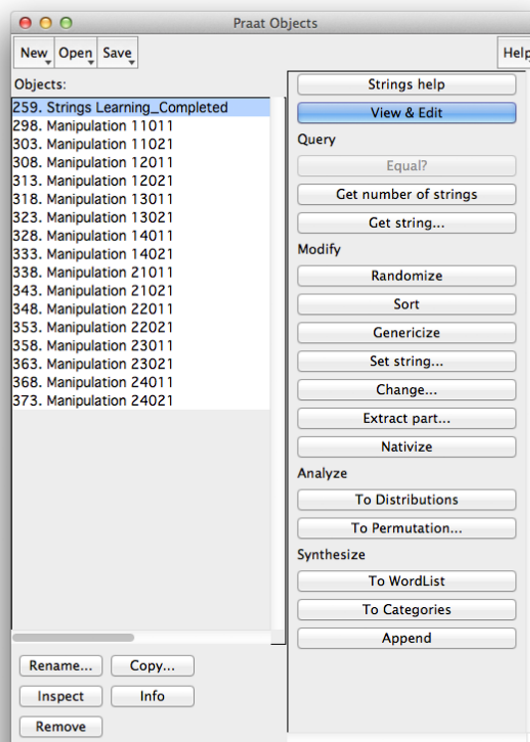 Praat Objects
New Open Save Help
Objects:
259. Strings Learning_Completed
298. Manipulation 11011
303. Manipulation 11021
308. Manipulation 12011
313. Manipulation 12021
318. Manipulation 13011
323. Manipulation 13021
328. Manipulation 14011
333. Manipulation 14021
338. Manipulation 21011
343. Manipulation 21021
348. Manipulation 22011
353. Manipulation 22021
358. Manipulation 23011
363. Manipulation 23021
368. Manipulation 24011
373. Manipulation 24021
Rename... Copy...
Inspect Info
Remove
Strings help
View & Edit
Query
Equal?
Get number of strings
Get string...
Modify
Randomize
Sort
Genericize
Set string...
Change...
Extract part...
Nativize
Analyze
To Distributions
To Permutation...
Synthesize
To WordList
To Categories
Append